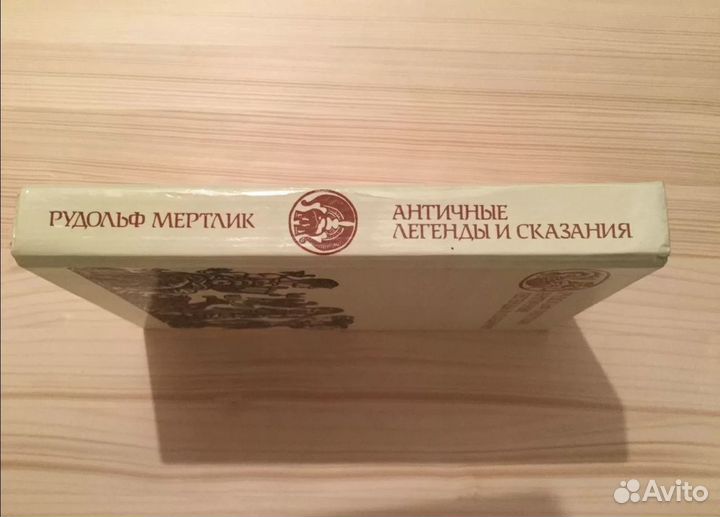 РУДОЛЬФ МЕРТЛИК
АНТИЧНЫЕ
ЛЕГЕНДЫ И СКАЗАНИЯ
Avito